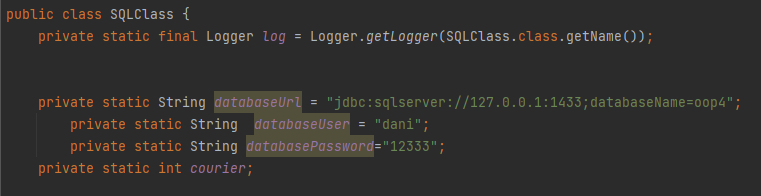 public class SQLClass {
private static final Logger log = Logger.getLogger(SQLClass.class.getName());
private static String databaseUrl = "jdbc:sqlserver://127.0.0.1:1433;databaseName=oop4";
private static String  databaseUser = "dani";
private static String databasePassword="12333";
private static int courier;